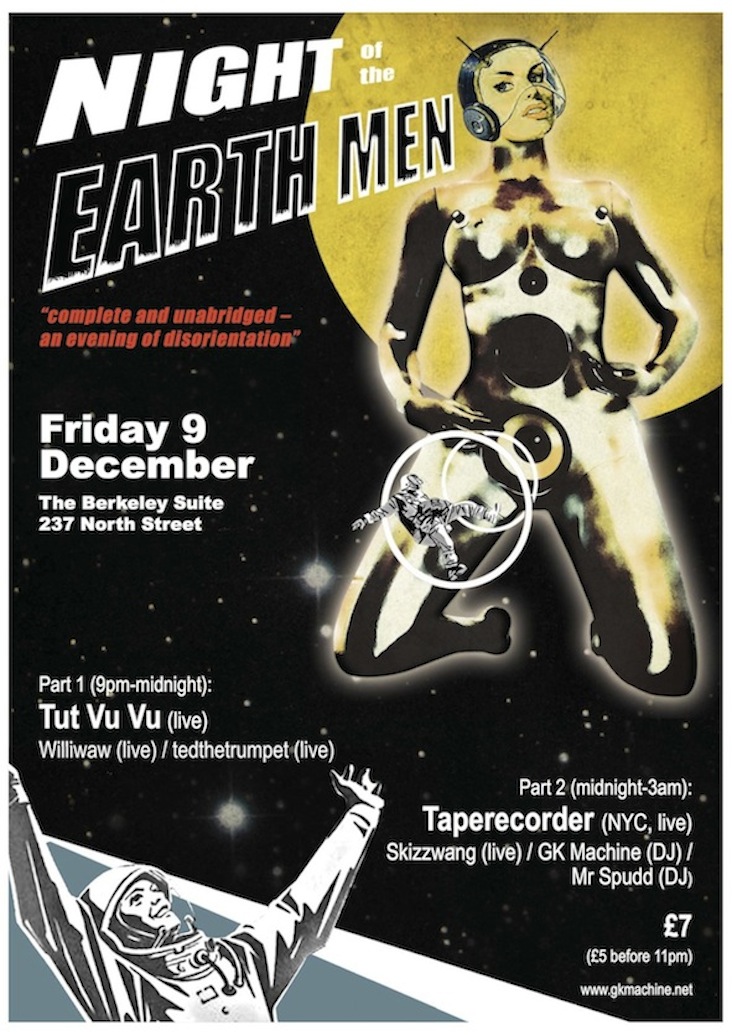 NIGHT of
the
EARTH MEN
“complete and unabridged –
an evening of disorientation”
Friday 9
December
The Berkeley Suite
237 North Street
Part 1 (9pm-midnight):
Tut Vu Vu (live)
Williwaw (live) / tedthetrumpet (live)
Part 2 (midnight-3am):
Taperecorder (NYC, live)
Skizzwang (live) / GK Machine (DJ) /
Mr Spudd (DJ)
£7
(£5 before 11pm)
www.gkmachine.net